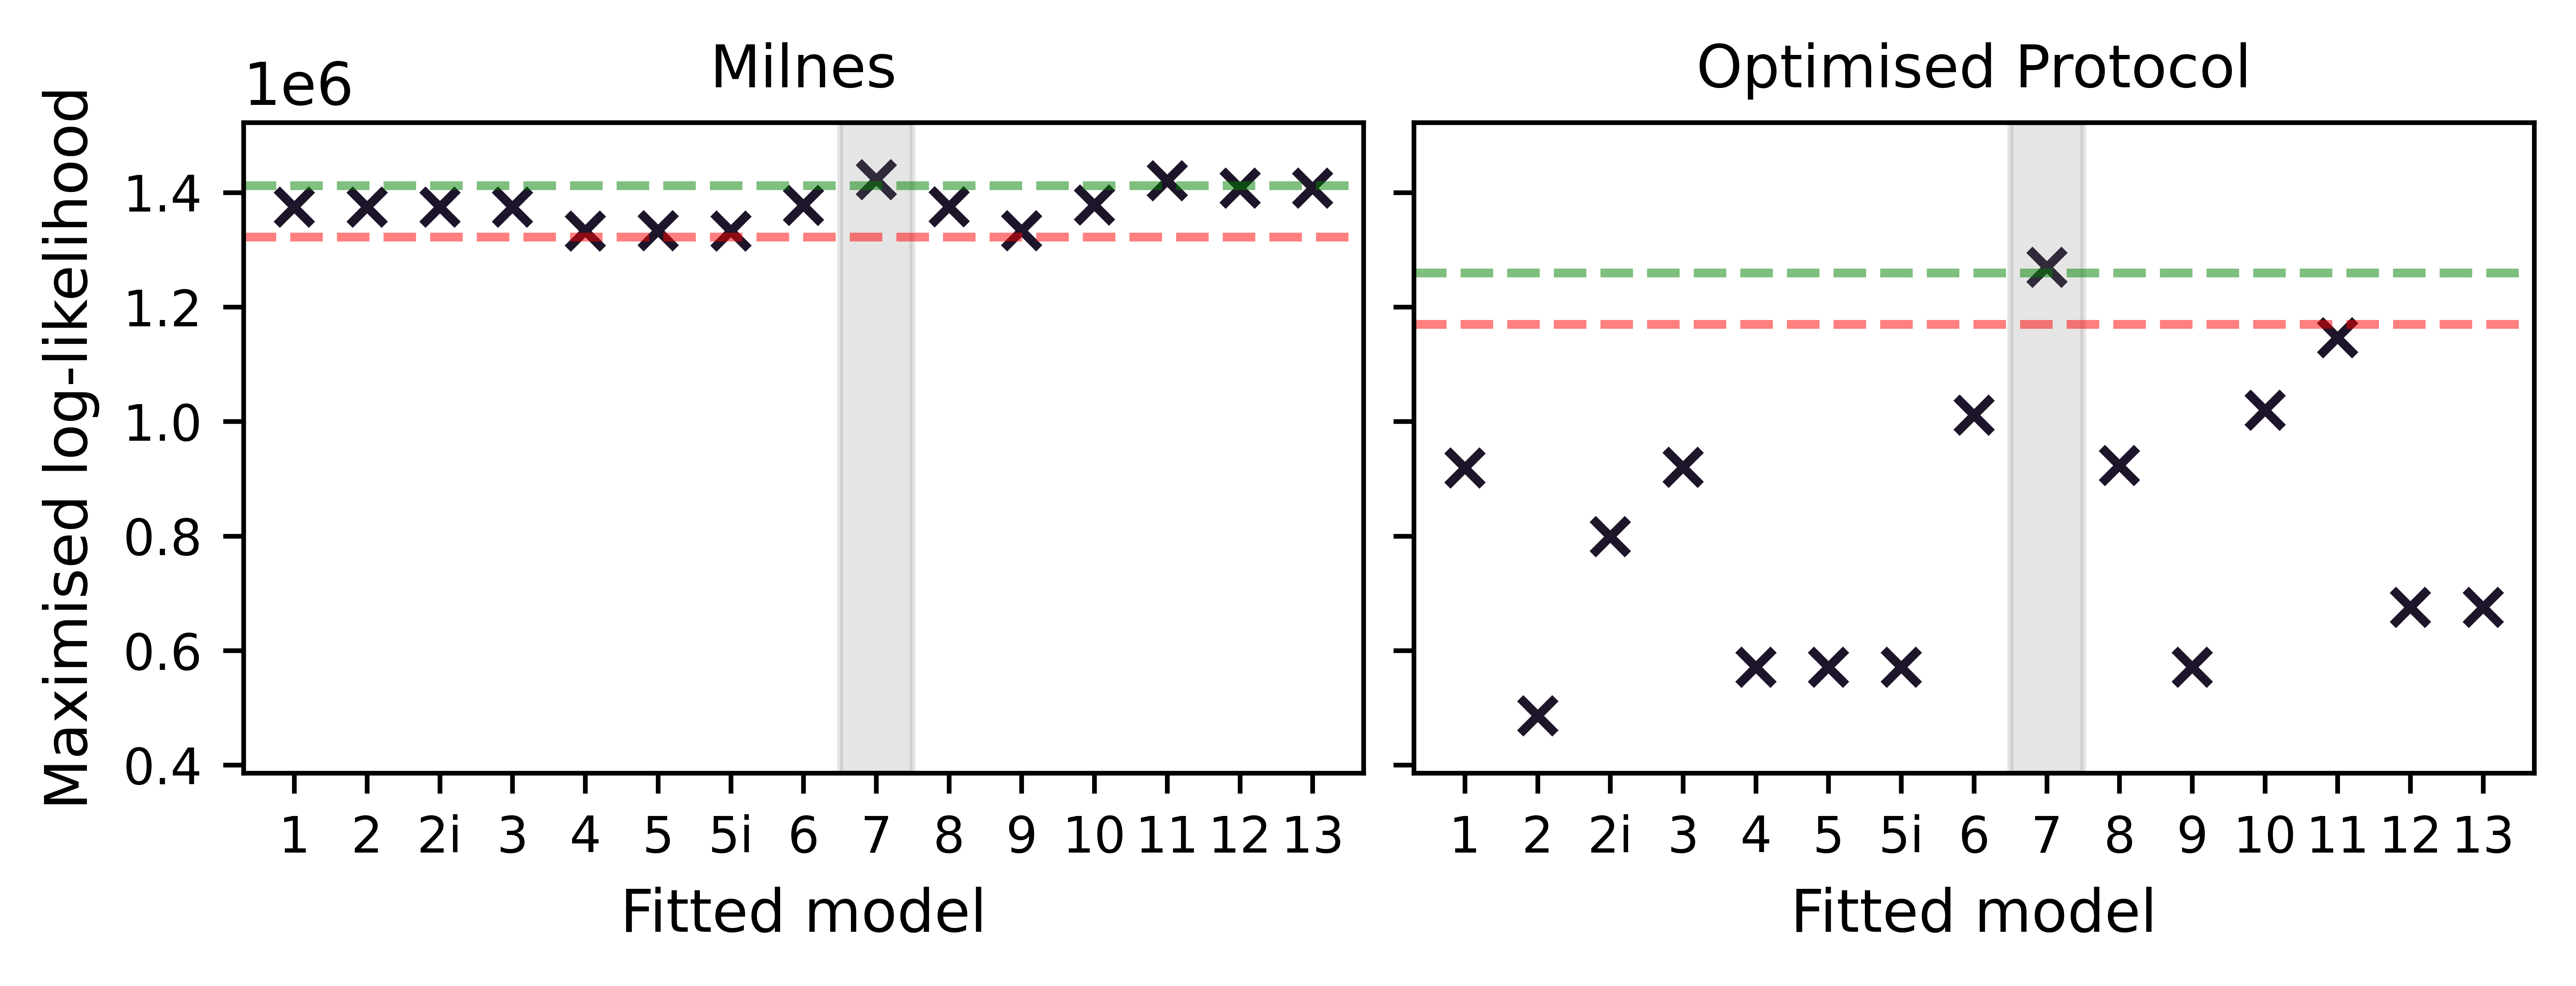 Milnes
Optimised Protocol
1e6
Maximised log-likelihood
1.4
1.2
1.0
0.8
0.6
0.4
1 2 2i 3 4 5 5i 6 7 8 9 10 11 12 13
1 2 2i 3 4 5 5i 6 7 8 9 10 11 12 13
Fitted model
Fitted model